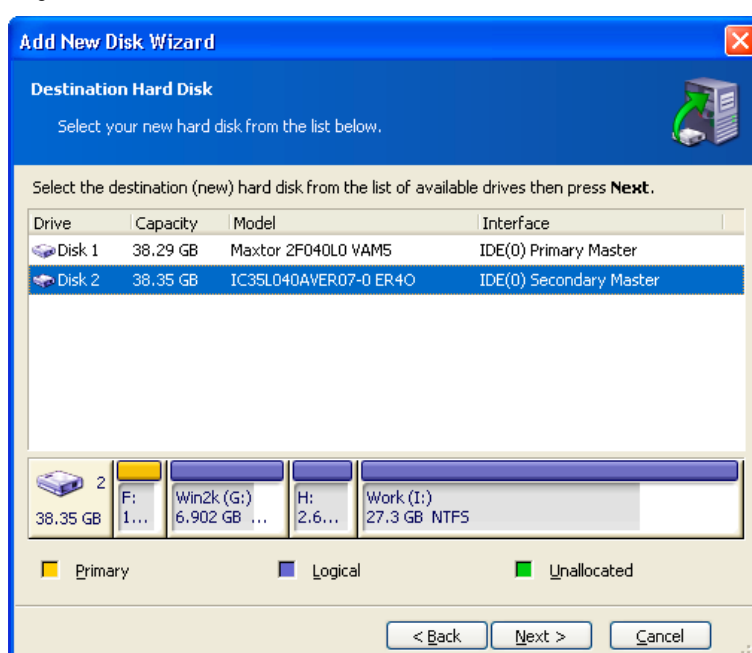 Add New Disk Wizard
Destination Hard Disk
Select your new hard disk from the list below.
Select the destination (new) hard disk from the list of available drives then press Next.
Drive Capacity Model Interface
Disk 1 38.29 GB Maxtor 2F040L0 VAM5 IDE(0) Primary Master
Disk 2 38.35 GB IC35L040AVER07-0 ER4O IDE(0) Secondary Master
2 F: Win2k (G:) H: Work (I:)
38.35 GB 1... 6.902 GB ... 2.6... 27.3 GB NTFS
Primary Logical Unallocated
< Back Next > Cancel